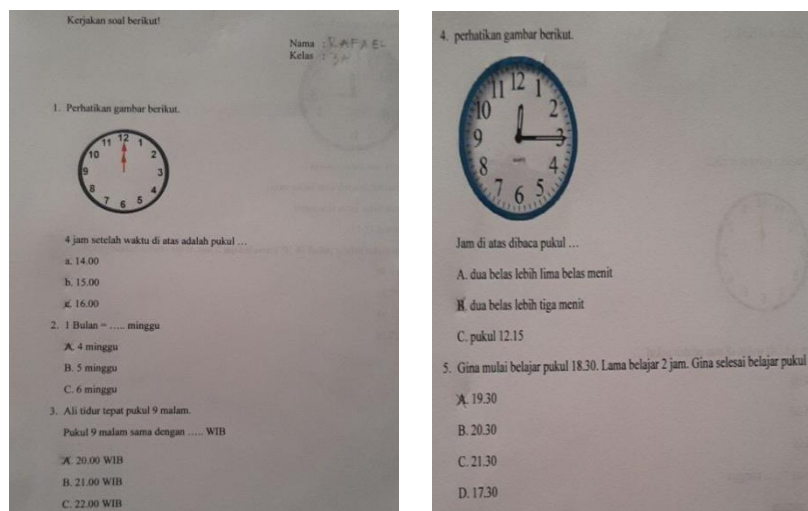 Kerjakan soal berikut!
Nama : RAFAEL
Kelas : 3A
1. Perhatikan gambar berikut.
12
11 1
10 2
9 3
8 4
7 6 5
4 jam setelah waktu di atas adalah pukul ...
a. 14.00
b. 15.00
c. 16.00
2. 1 Bulan = ..... minggu
A. 4 minggu
B. 5 minggu
C. 6 minggu
3. Ali tidur tepat pukul 9 malam.
Pukul 9 malam sama dengan ..... WIB
A. 20.00 WIB
B. 21.00 WIB
C. 22.00 WIB
4. perhatikan gambar berikut.
11 12 1
10 2
9 3
8 4
7 6 5
Jam di atas dibaca pukul ...
A. dua belas lebih lima belas menit
B. dua belas lebih tiga menit
C. pukul 12.15
5. Gina mulai belajar pukul 18.30. Lama belajar 2 jam. Gina selesai belajar pukul
A. 19.30
B. 20.30
C. 21.30
D. 17.30